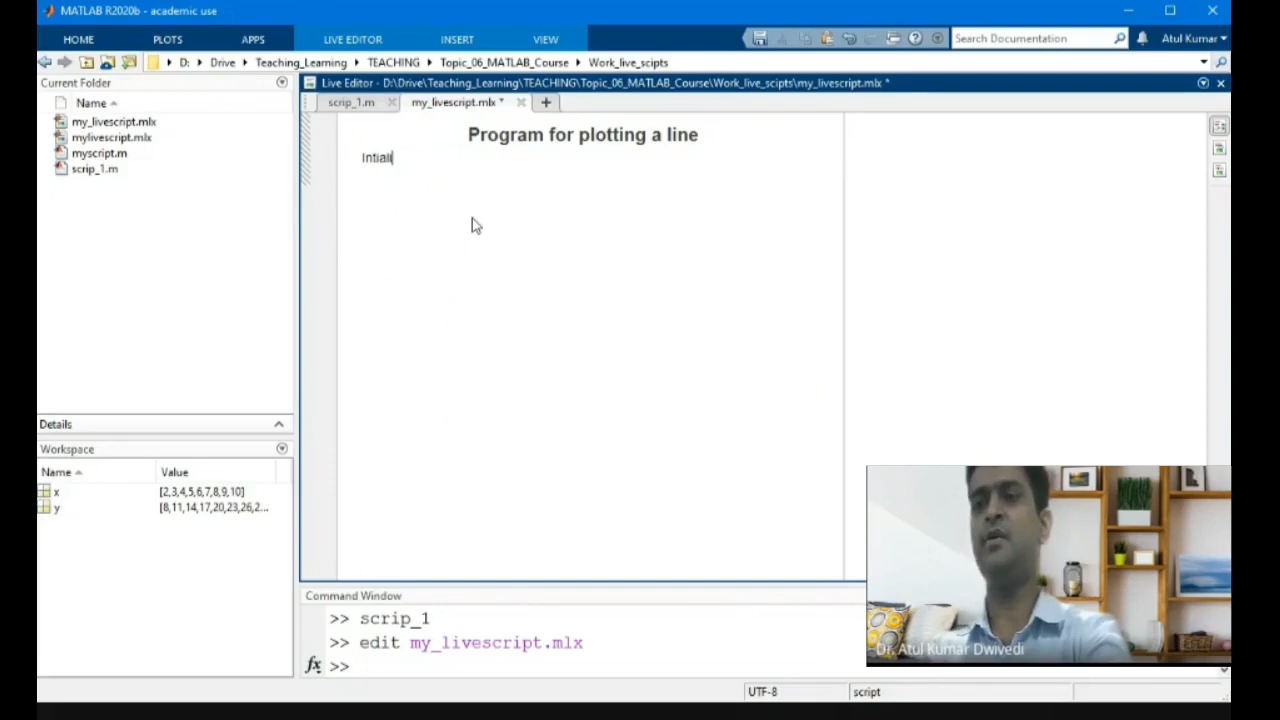 MATLAB R2020b - academic use
HOME PLOTS APPS LIVE EDITOR INSERT VIEW Search Documentation Atul Kumar
D: Drive Teaching_Learning TEACHING Topic_06_MATLAB_Course Work_live_scipts
Current Folder
Name
my_livescript.mlx
mylivescript.mlx
myscript.m
scrip_1.m
Details
Workspace
Name Value
x [2,3,4,5,6,7,8,9,10]
y [8,11,14,17,20,23,26,2...
Live Editor - D:\Drive\Teaching_Learning\TEACHING\Topic_06_MATLAB_Course\Work_live_scipts\my_livescript.mlx *
scrip_1.m my_livescript.mlx *
Program for plotting a line
Intiali
Command Window
>> scrip_1
>> edit my_livescript.mlx
fx >>
Dr. Atul Kumar Dwivedi
UTF-8 script